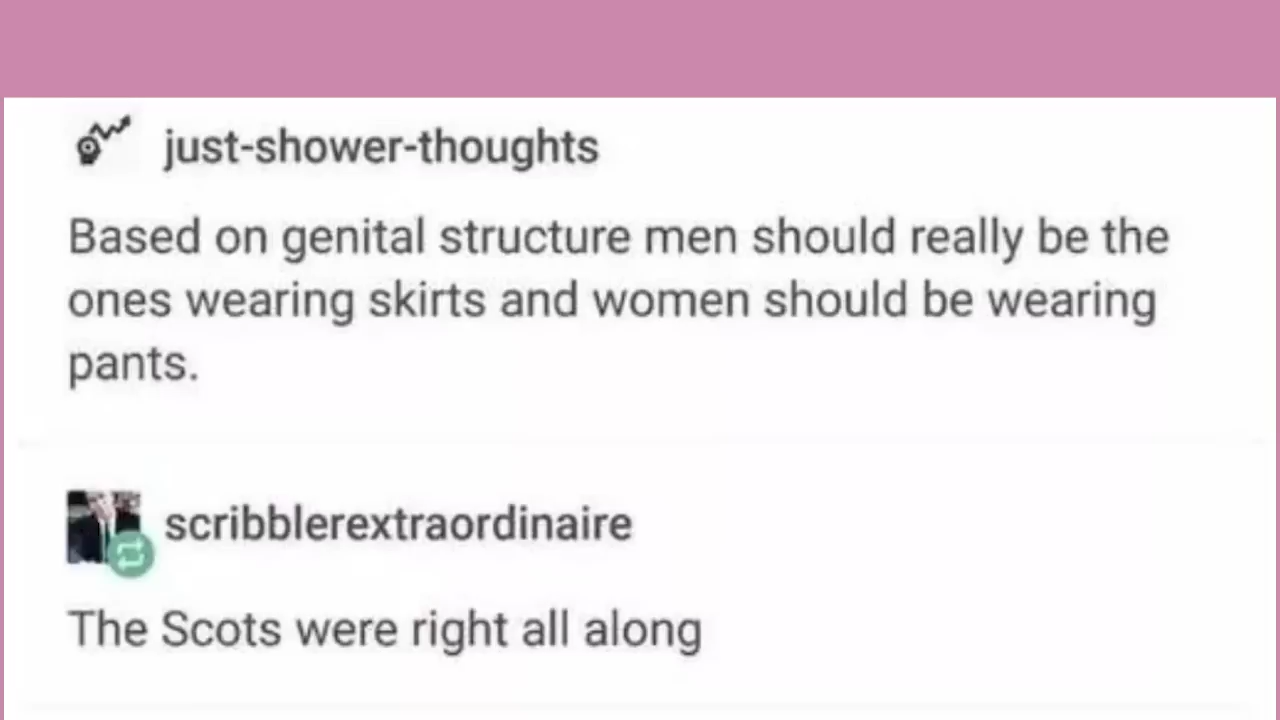 just-shower-thoughts
Based on genital structure men should really be the
ones wearing skirts and women should be wearing
pants.
scribblerextraordinaire
The Scots were right all along